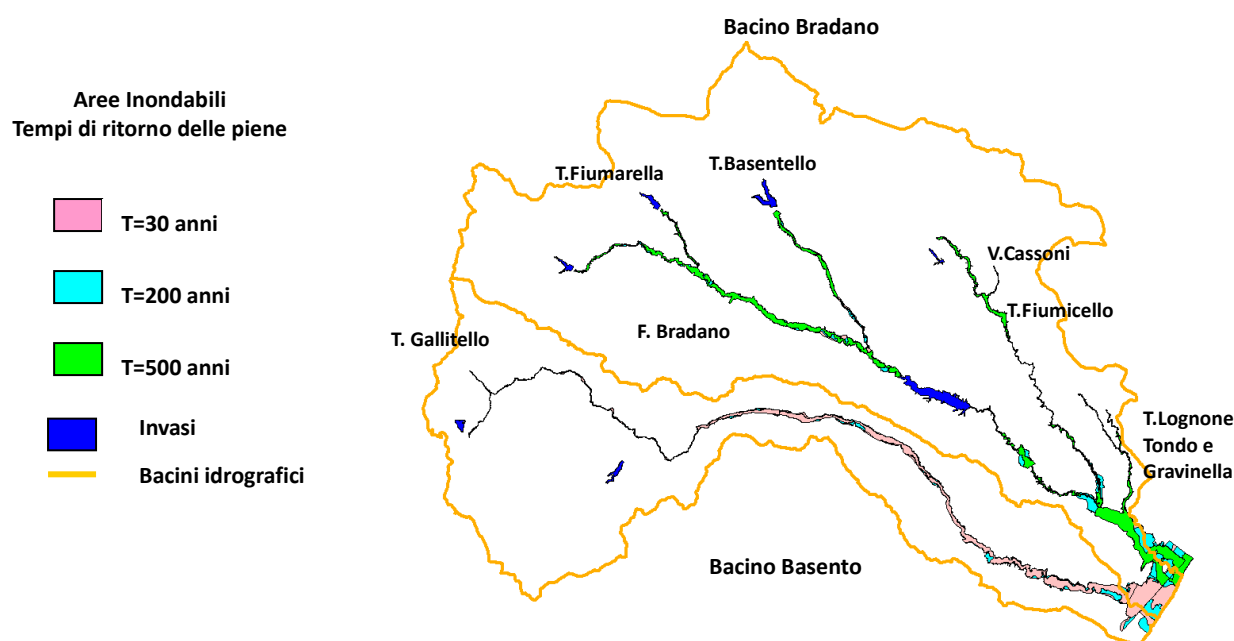 Bacino Bradano
Aree Inondabili
Tempi di ritorno delle piene
T=30 anni
T=200 anni
T=500 anni
Invasi
Bacini idrografici
T.Fiumarella
T.Basentello
V.Cassoni
T.Fiumicello
F. Bradano
T. Gallitello
T.Lognone
Tondo e
Gravinella
Bacino Basento